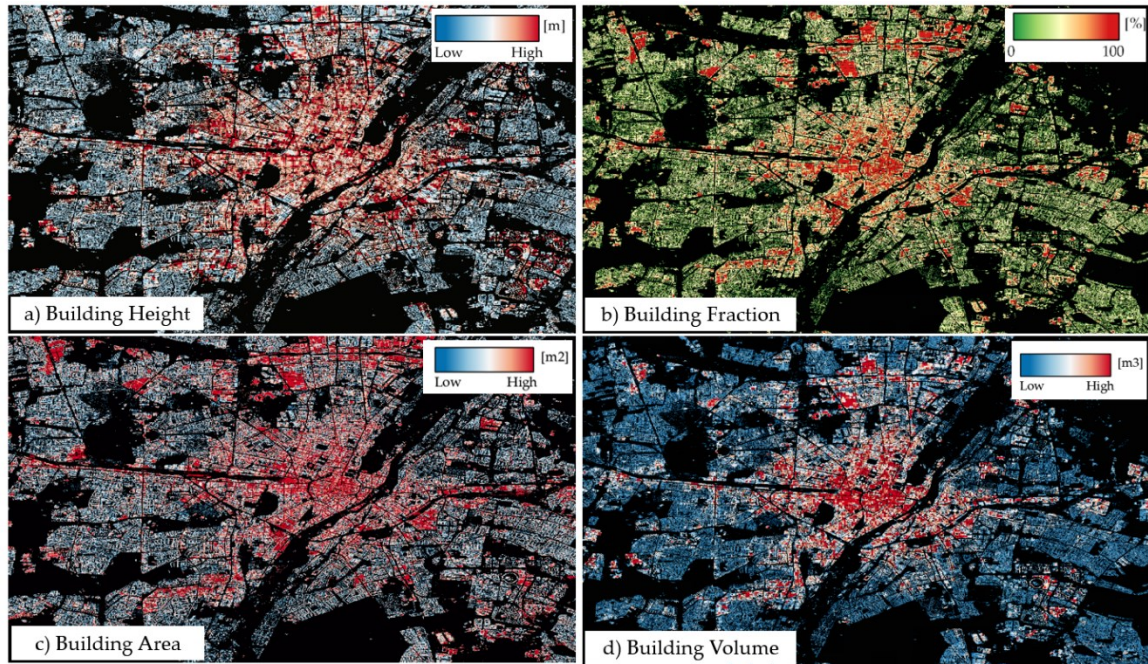 [m]
Low High
a) Building Height
[%]
0 100
b) Building Fraction
[m2]
Low High
c) Building Area
[m3]
Low High
d) Building Volume